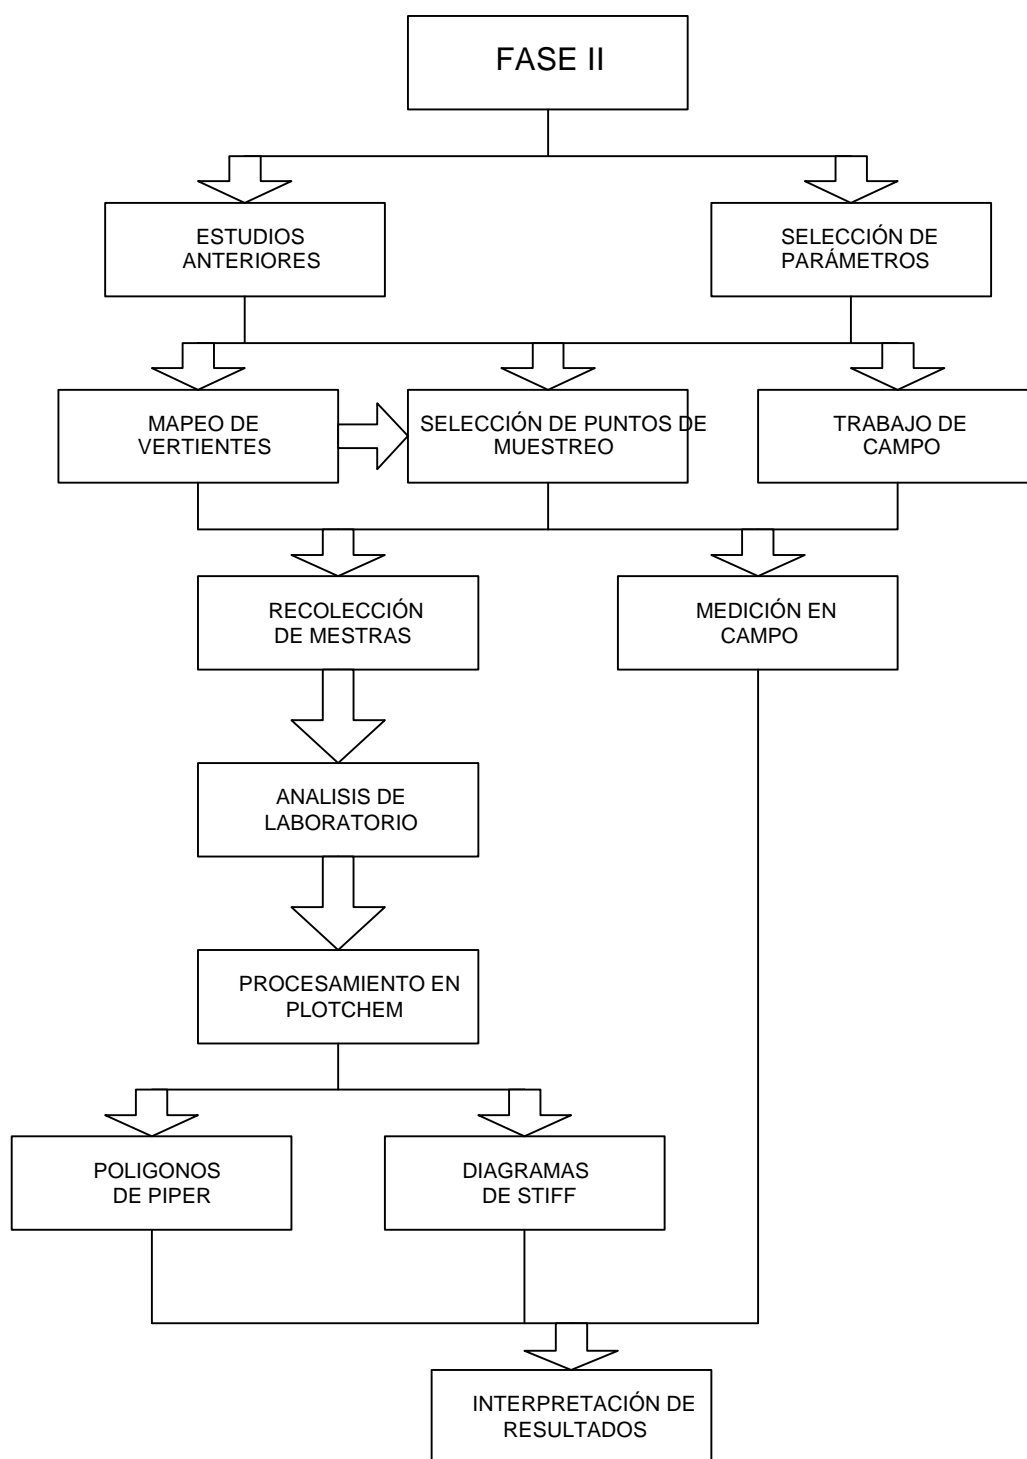 FASE II
ESTUDIOS
ANTERIORES
SELECCIÓN DE
PARÁMETROS
MAPEO DE
VERTIENTES
SELECCIÓN DE PUNTOS DE
MUESTREO
TRABAJO DE
CAMPO
RECOLECCIÓN
DE MESTRAS
MEDICIÓN EN
CAMPO
ANALISIS DE
LABORATORIO
PROCESAMIENTO EN
PLOTCHEM
POLIGONOS
DE PIPER
DIAGRAMAS
DE STIFF
INTERPRETACIÓN DE
RESULTADOS